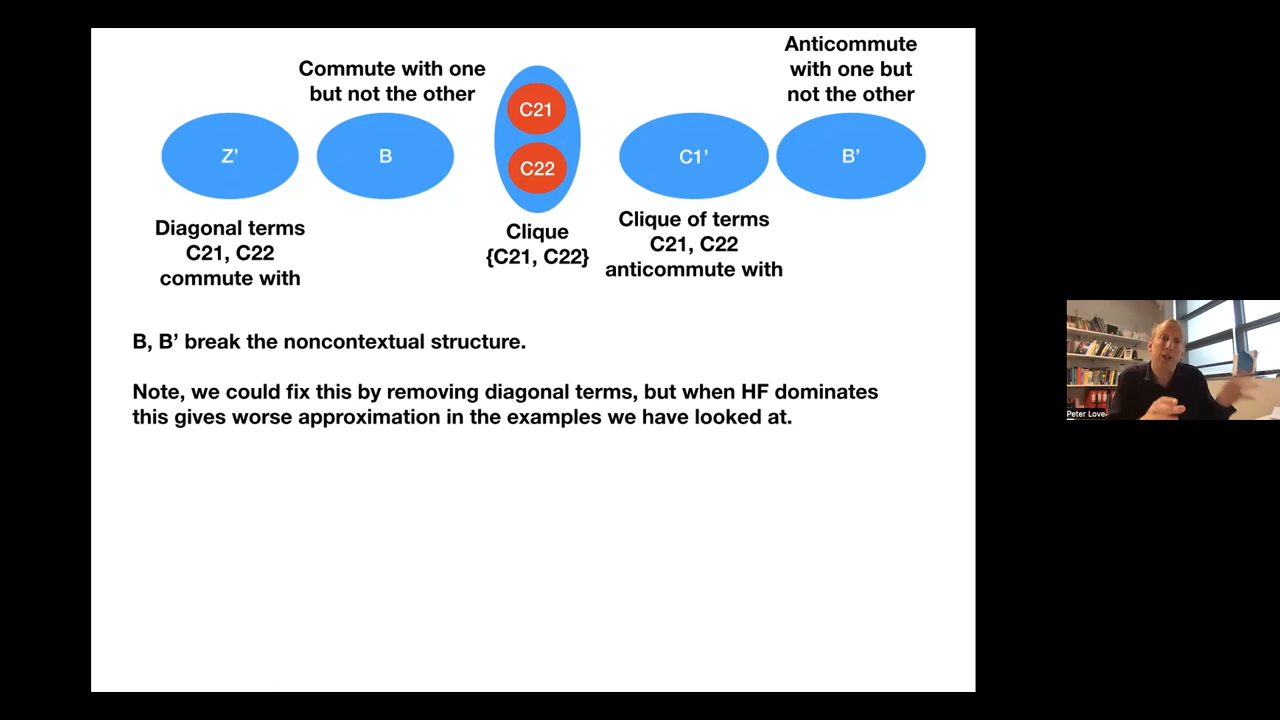 Anticommute
with one but
not the other
Commute with one
but not the other
C21
Z’
B
C22
C1’
B’
Diagonal terms
C21, C22
commute with
Clique
{C21, C22}
Clique of terms
C21, C22
anticommute with
B, B’ break the noncontextual structure.
Note, we could fix this by removing diagonal terms, but when HF dominates
this gives worse approximation in the examples we have looked at.
Peter Love